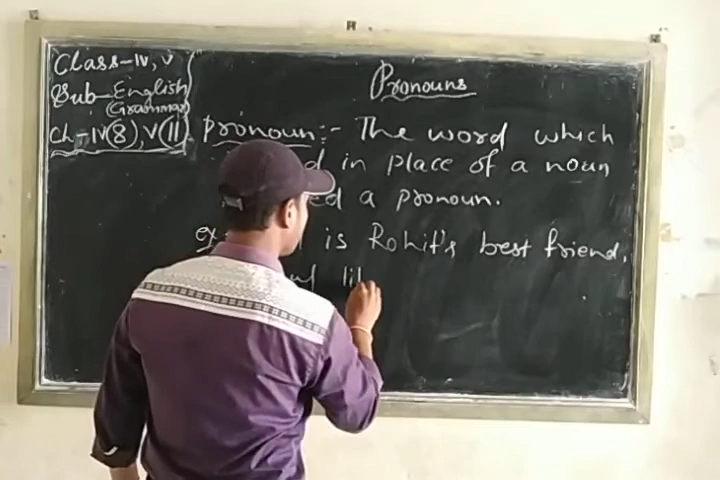 Class-IV, V
Sub-English
(Grammar)
Ch-IV(8), V(11)
Pronouns
Pronoun:- The word which
in place of a noun
a pronoun.
is Rohit's best friend.